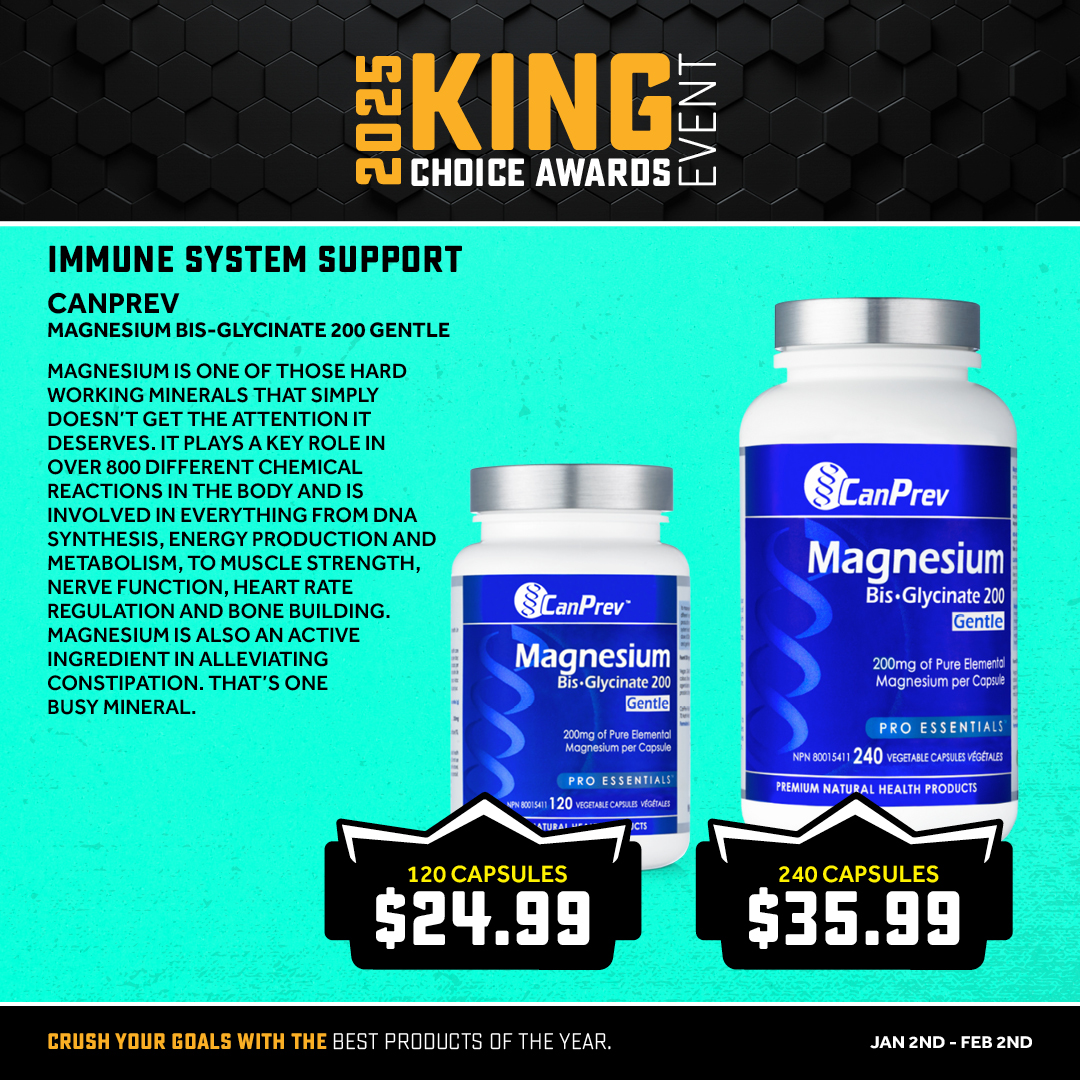 2025
KING
CHOICE AWARDS
EVENT
IMMUNE SYSTEM SUPPORT
CANPREV
MAGNESIUM BIS-GLYCINATE 200 GENTLE
MAGNESIUM IS ONE OF THOSE HARD
WORKING MINERALS THAT SIMPLY
DOESN'T GET THE ATTENTION IT
DESERVES. IT PLAYS A KEY ROLE IN
OVER 800 DIFFERENT CHEMICAL
REACTIONS IN THE BODY AND IS
INVOLVED IN EVERYTHING FROM DNA
SYNTHESIS, ENERGY PRODUCTION AND
METABOLISM, TO MUSCLE STRENGTH,
NERVE FUNCTION, HEART RATE
REGULATION AND BONE BUILDING.
MAGNESIUM IS ALSO AN ACTIVE
INGREDIENT IN ALLEVIATING
CONSTIPATION. THAT'S ONE
BUSY MINERAL.
CanPrev™
Magnesium
Bis•Glycinate 200
Gentle
200mg of Pure Elemental
Magnesium per Capsule
PRO ESSENTIALS™
NPN 80015411 120 VEGETABLE CAPSULES VÉGÉTALES
CanPrev
Magnesium
Bis•Glycinate 200
Gentle
200mg of Pure Elemental
Magnesium per Capsule
PRO ESSENTIALS
NPN 80015411 240 VEGETABLE CAPSULES VÉGÉTALES
PREMIUM NATURAL HEALTH PRODUCTS
120 CAPSULES
$24.99
240 CAPSULES
$35.99
CRUSH YOUR GOALS WITH THE BEST PRODUCTS OF THE YEAR.
JAN 2ND - FEB 2ND